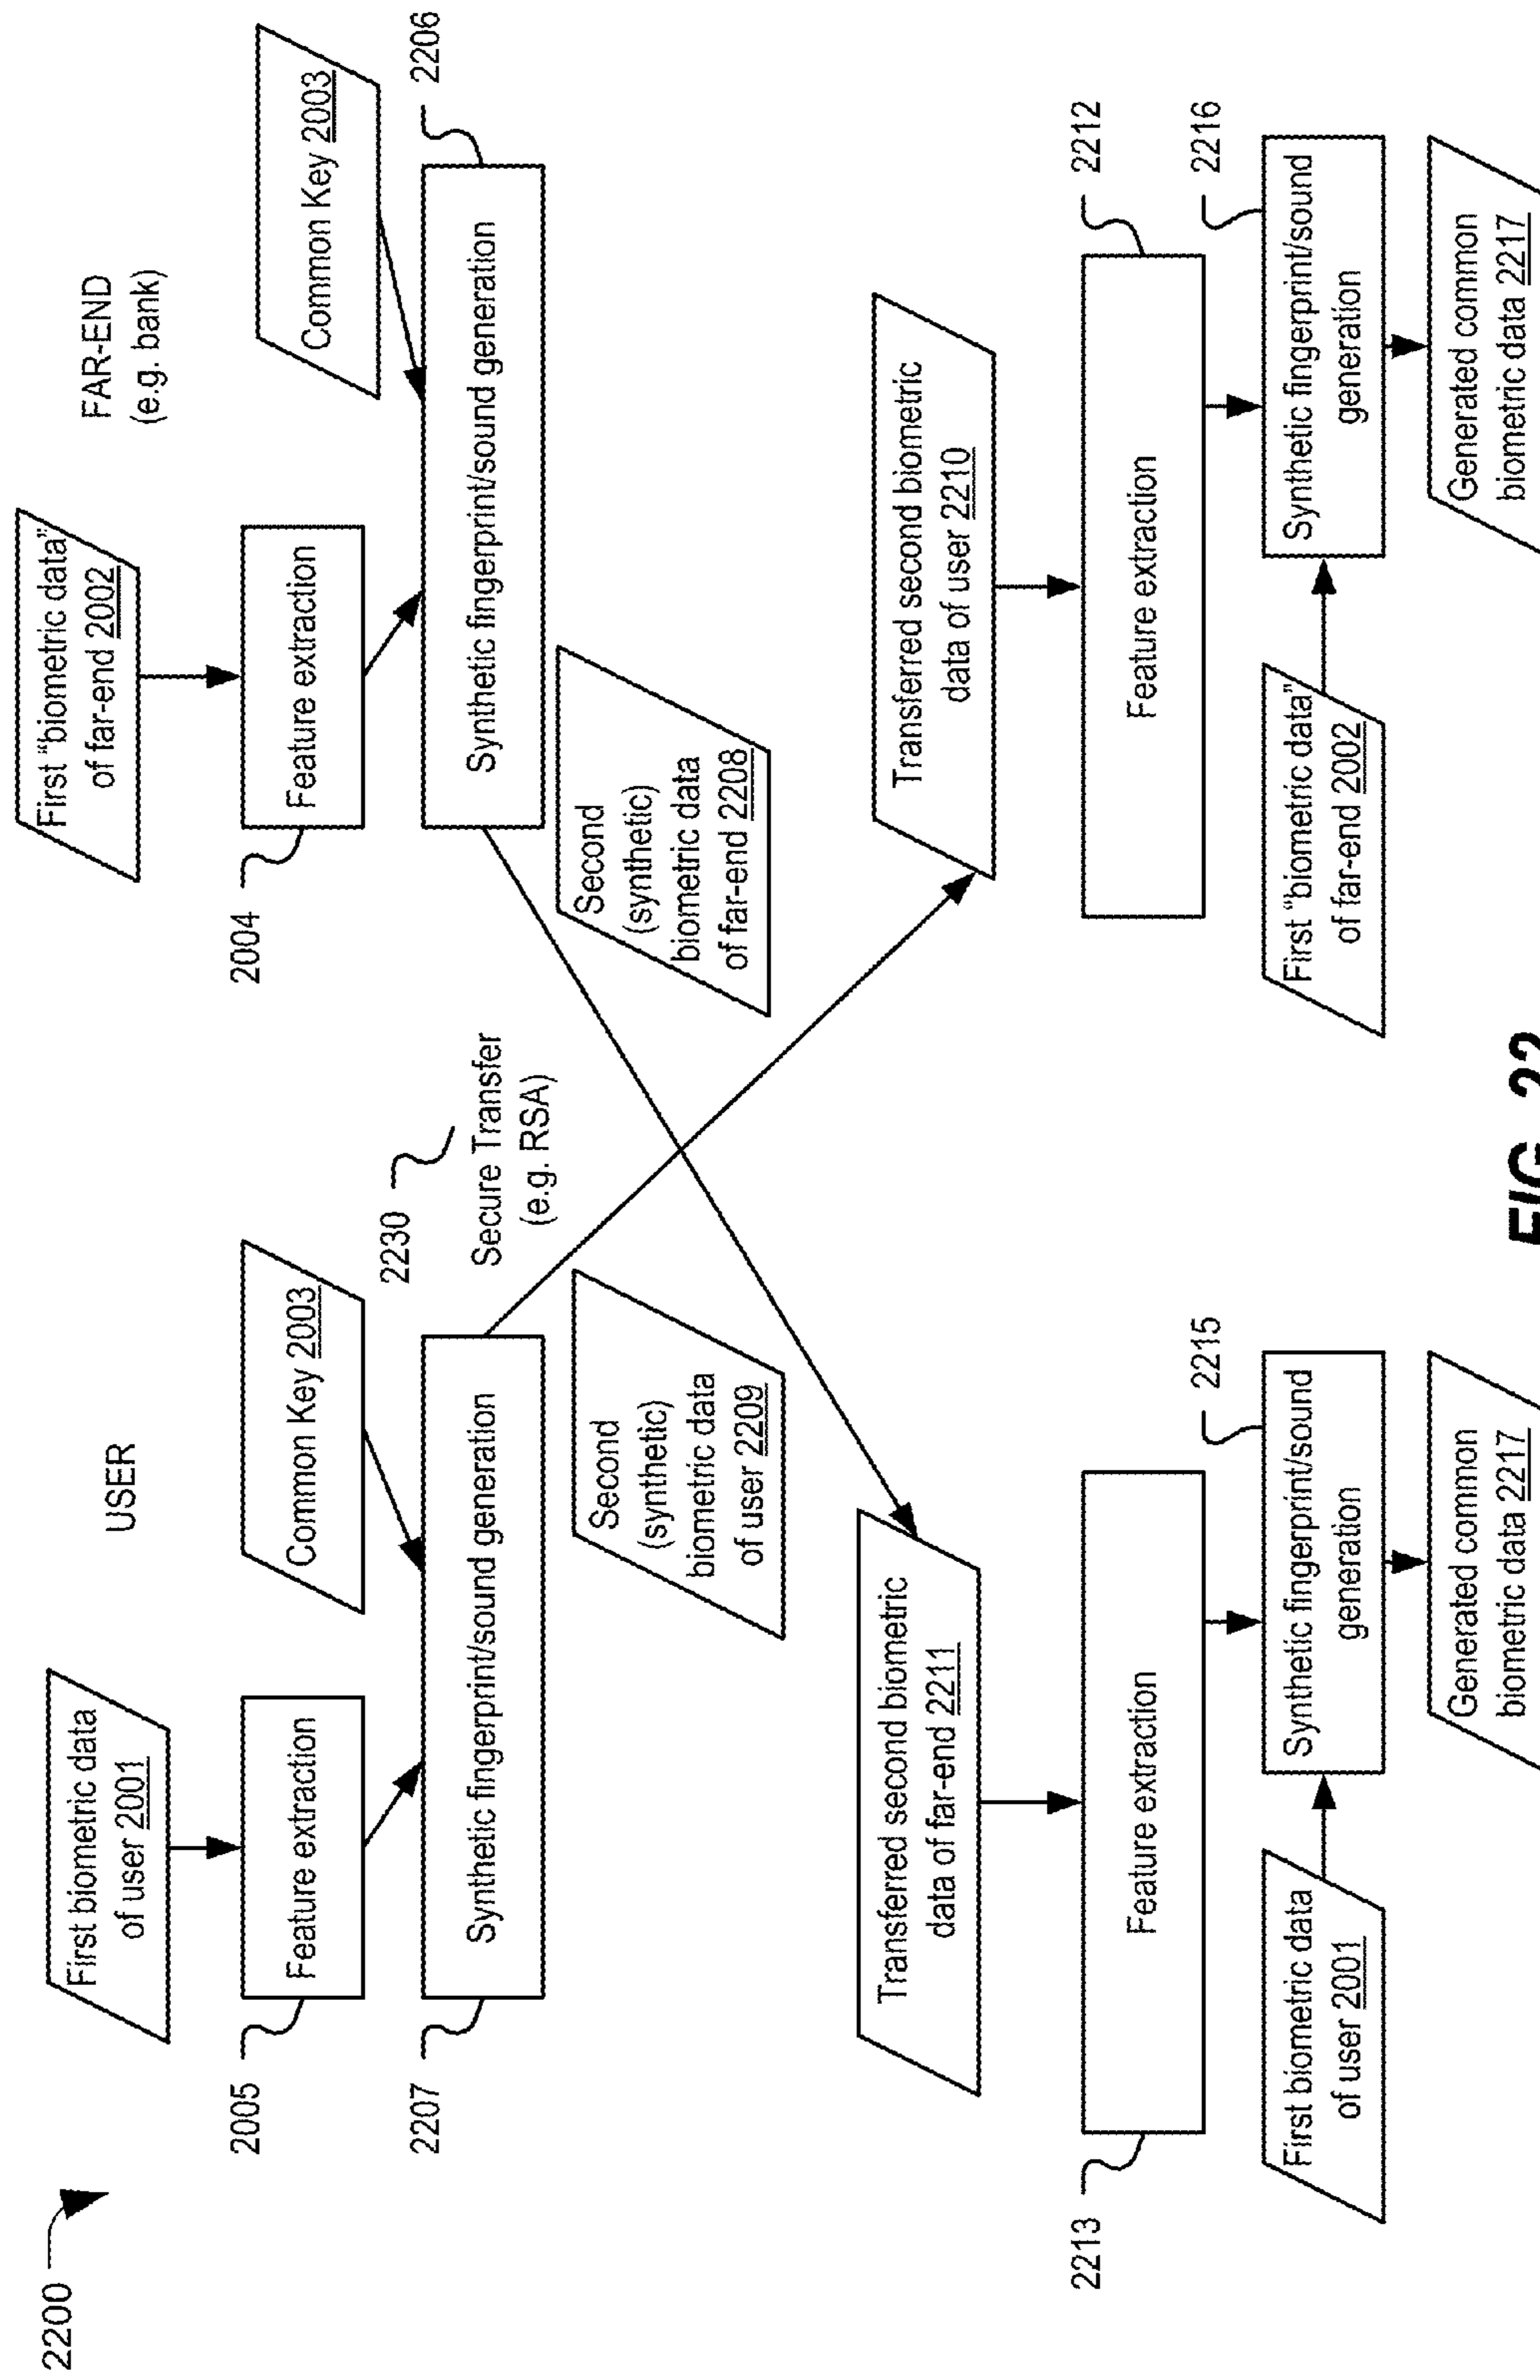 2200
USER
FAR-END
(e.g. bank)
First biometric data
of user 2001
2005
Feature extraction
Common Key 2003
2207
Synthetic fingerprint/sound generation
Second
(synthetic)
biometric data
of user 2209
2230
Secure Transfer
(e.g. RSA)
First “biometric data”
of far-end 2002
2004
Feature extraction
Common Key 2003
2206
Synthetic fingerprint/sound generation
Second
(synthetic)
biometric data
of far-end 2208
Transferred second biometric
data of far-end 2211
2213
Feature extraction
First biometric data
of user 2001
2215
Synthetic fingerprint/sound
generation
Generated common
biometric data 2217
Transferred second biometric
data of user 2210
2212
Feature extraction
First “biometric data”
of far-end 2002
2216
Synthetic fingerprint/sound
generation
Generated common
biometric data 2217
FIG. 22